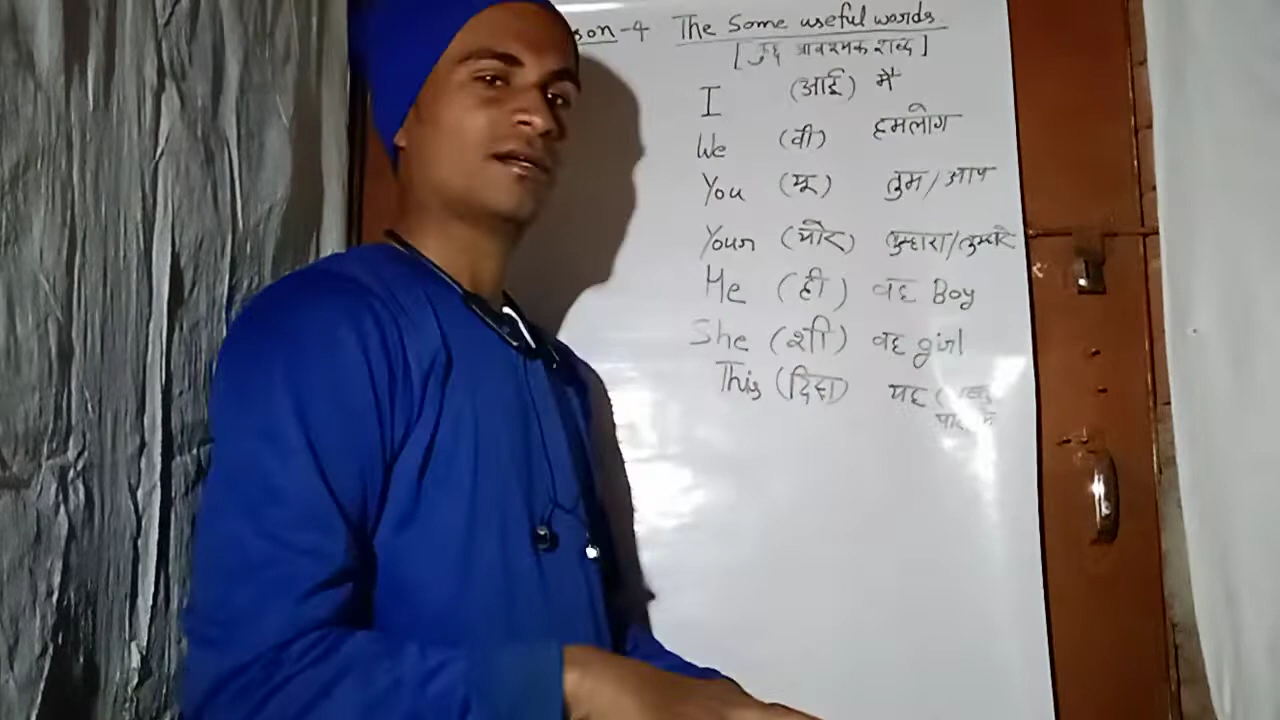 son-4 The Some useful words
[कुछ आवश्यक शब्द]
I (आई) मैं
We (वी) हमलोग
You (यू) तुम/आप
Your (योर) तुम्हारा/तुम्हारे
He (ही) वह Boy
She (शी) वह girl
This (दिस) यह (